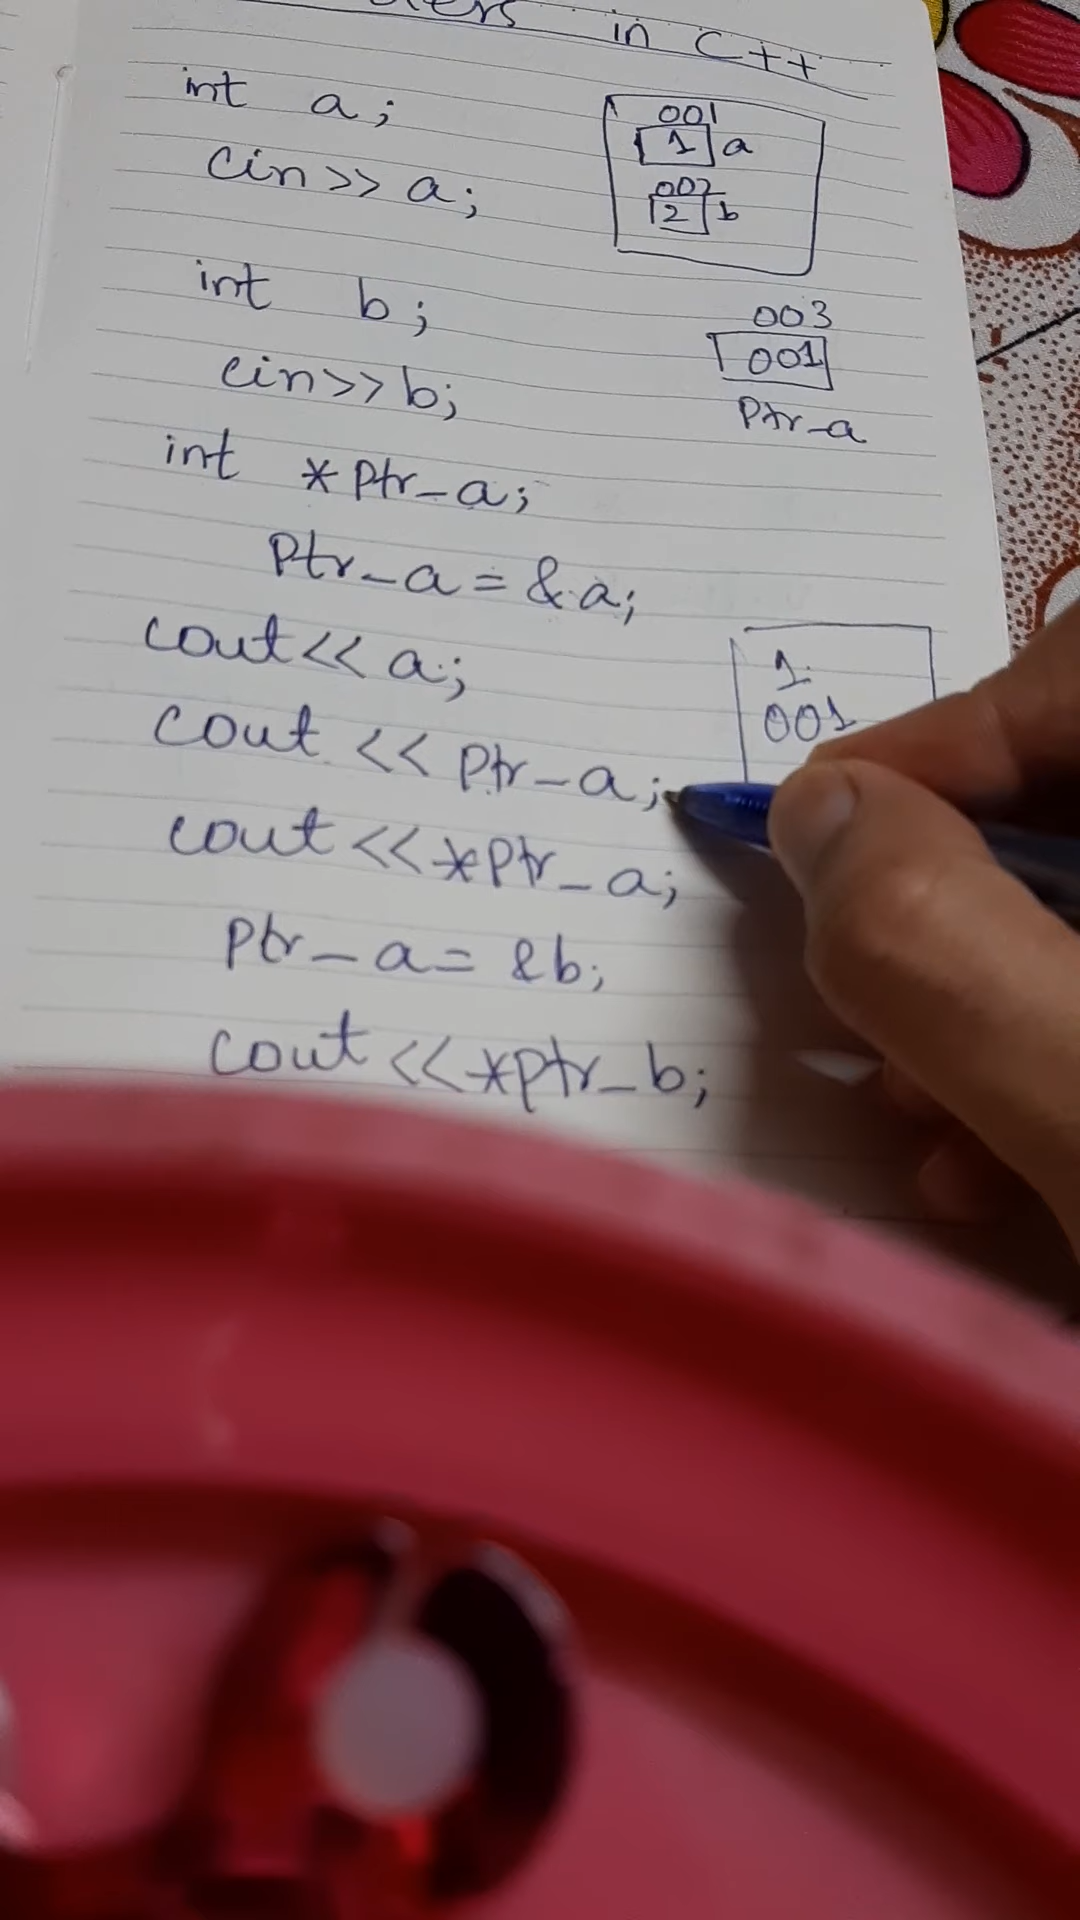 in C++
int a;
001
1 a
cin>> a;
002
2 b
int b;
003
001
cin>>b;
Ptr_a
int *Ptr_a;
Ptr_a = &a;
cout<< a;
1
cout << Ptr_a;
001
cout <<*Ptr_a;
Ptr_a= &b;
cout <<*ptr_b;